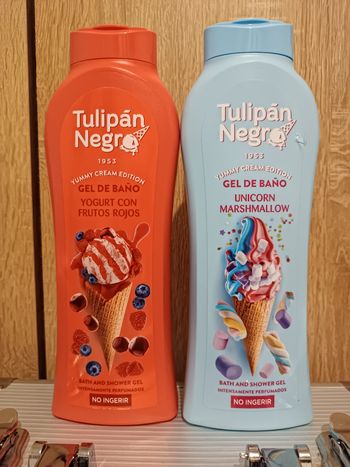 Tulipán
Negro
1953
YUMMY CREAM EDITION
GEL DE BAÑO
YOGURT CON
FRUTOS ROJOS
BATH AND SHOWER GEL
INTENSAMENTE PERFUMADOS
NO INGERIR
Tulipán
Negro
1953
YUMMY CREAM EDITION
GEL DE BAÑO
UNICORN
MARSHMALLOW
BATH AND SHOWER GEL
INTENSAMENTE PERFUMADOS
NO INGERIR